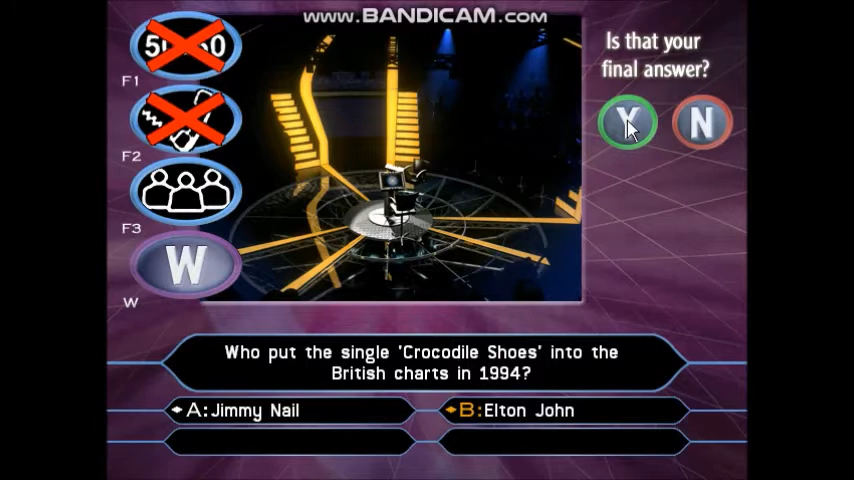 www.BANDICAM.com
Is that your
final answer?
Y N
F1
F2
F3
W
W
Who put the single 'Crocodile Shoes' into the
British charts in 1994?
A:Jimmy Nail
B:Elton John